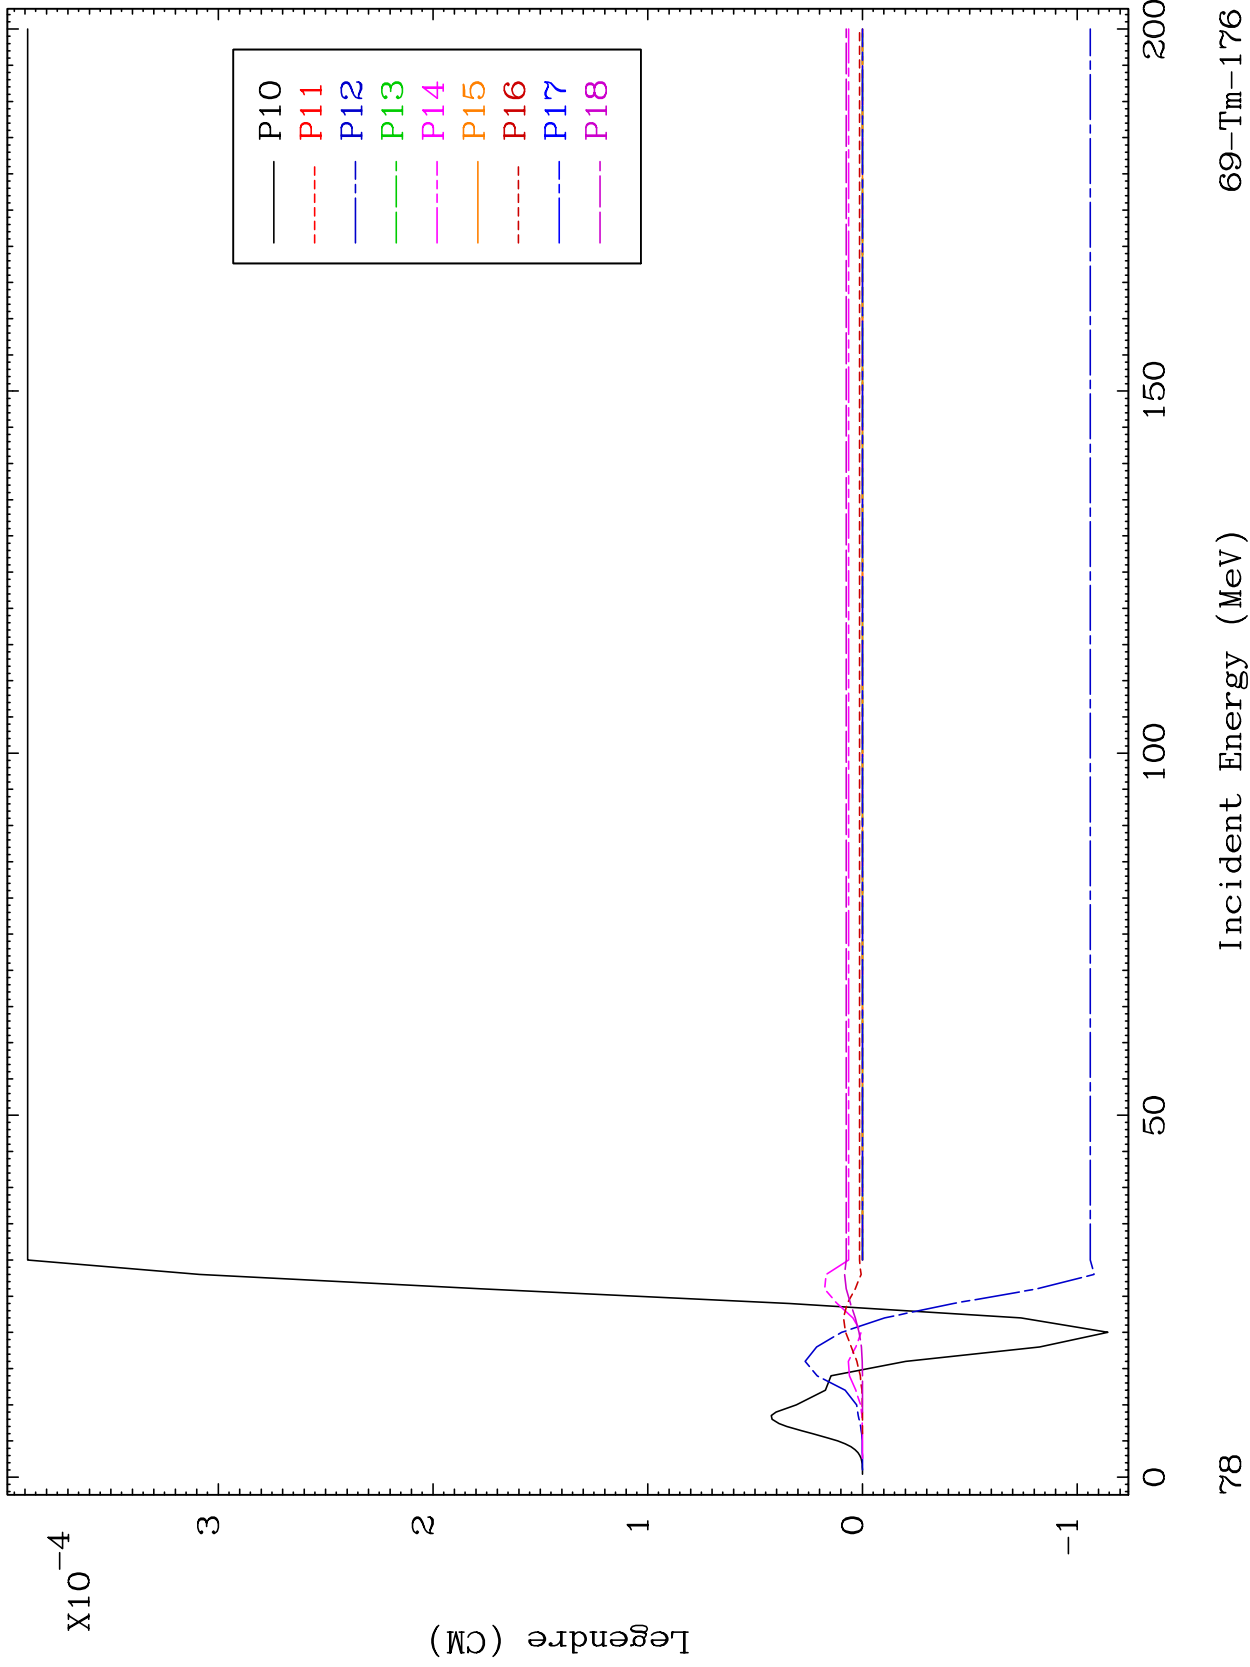 X10-4
Legendre (CM)
3
2
1
0
-1
P10
P11
P12
P13
P14
P15
P16
P17
P18
0
50
100
150
200
78
Incident Energy (MeV)
69-Tm-176